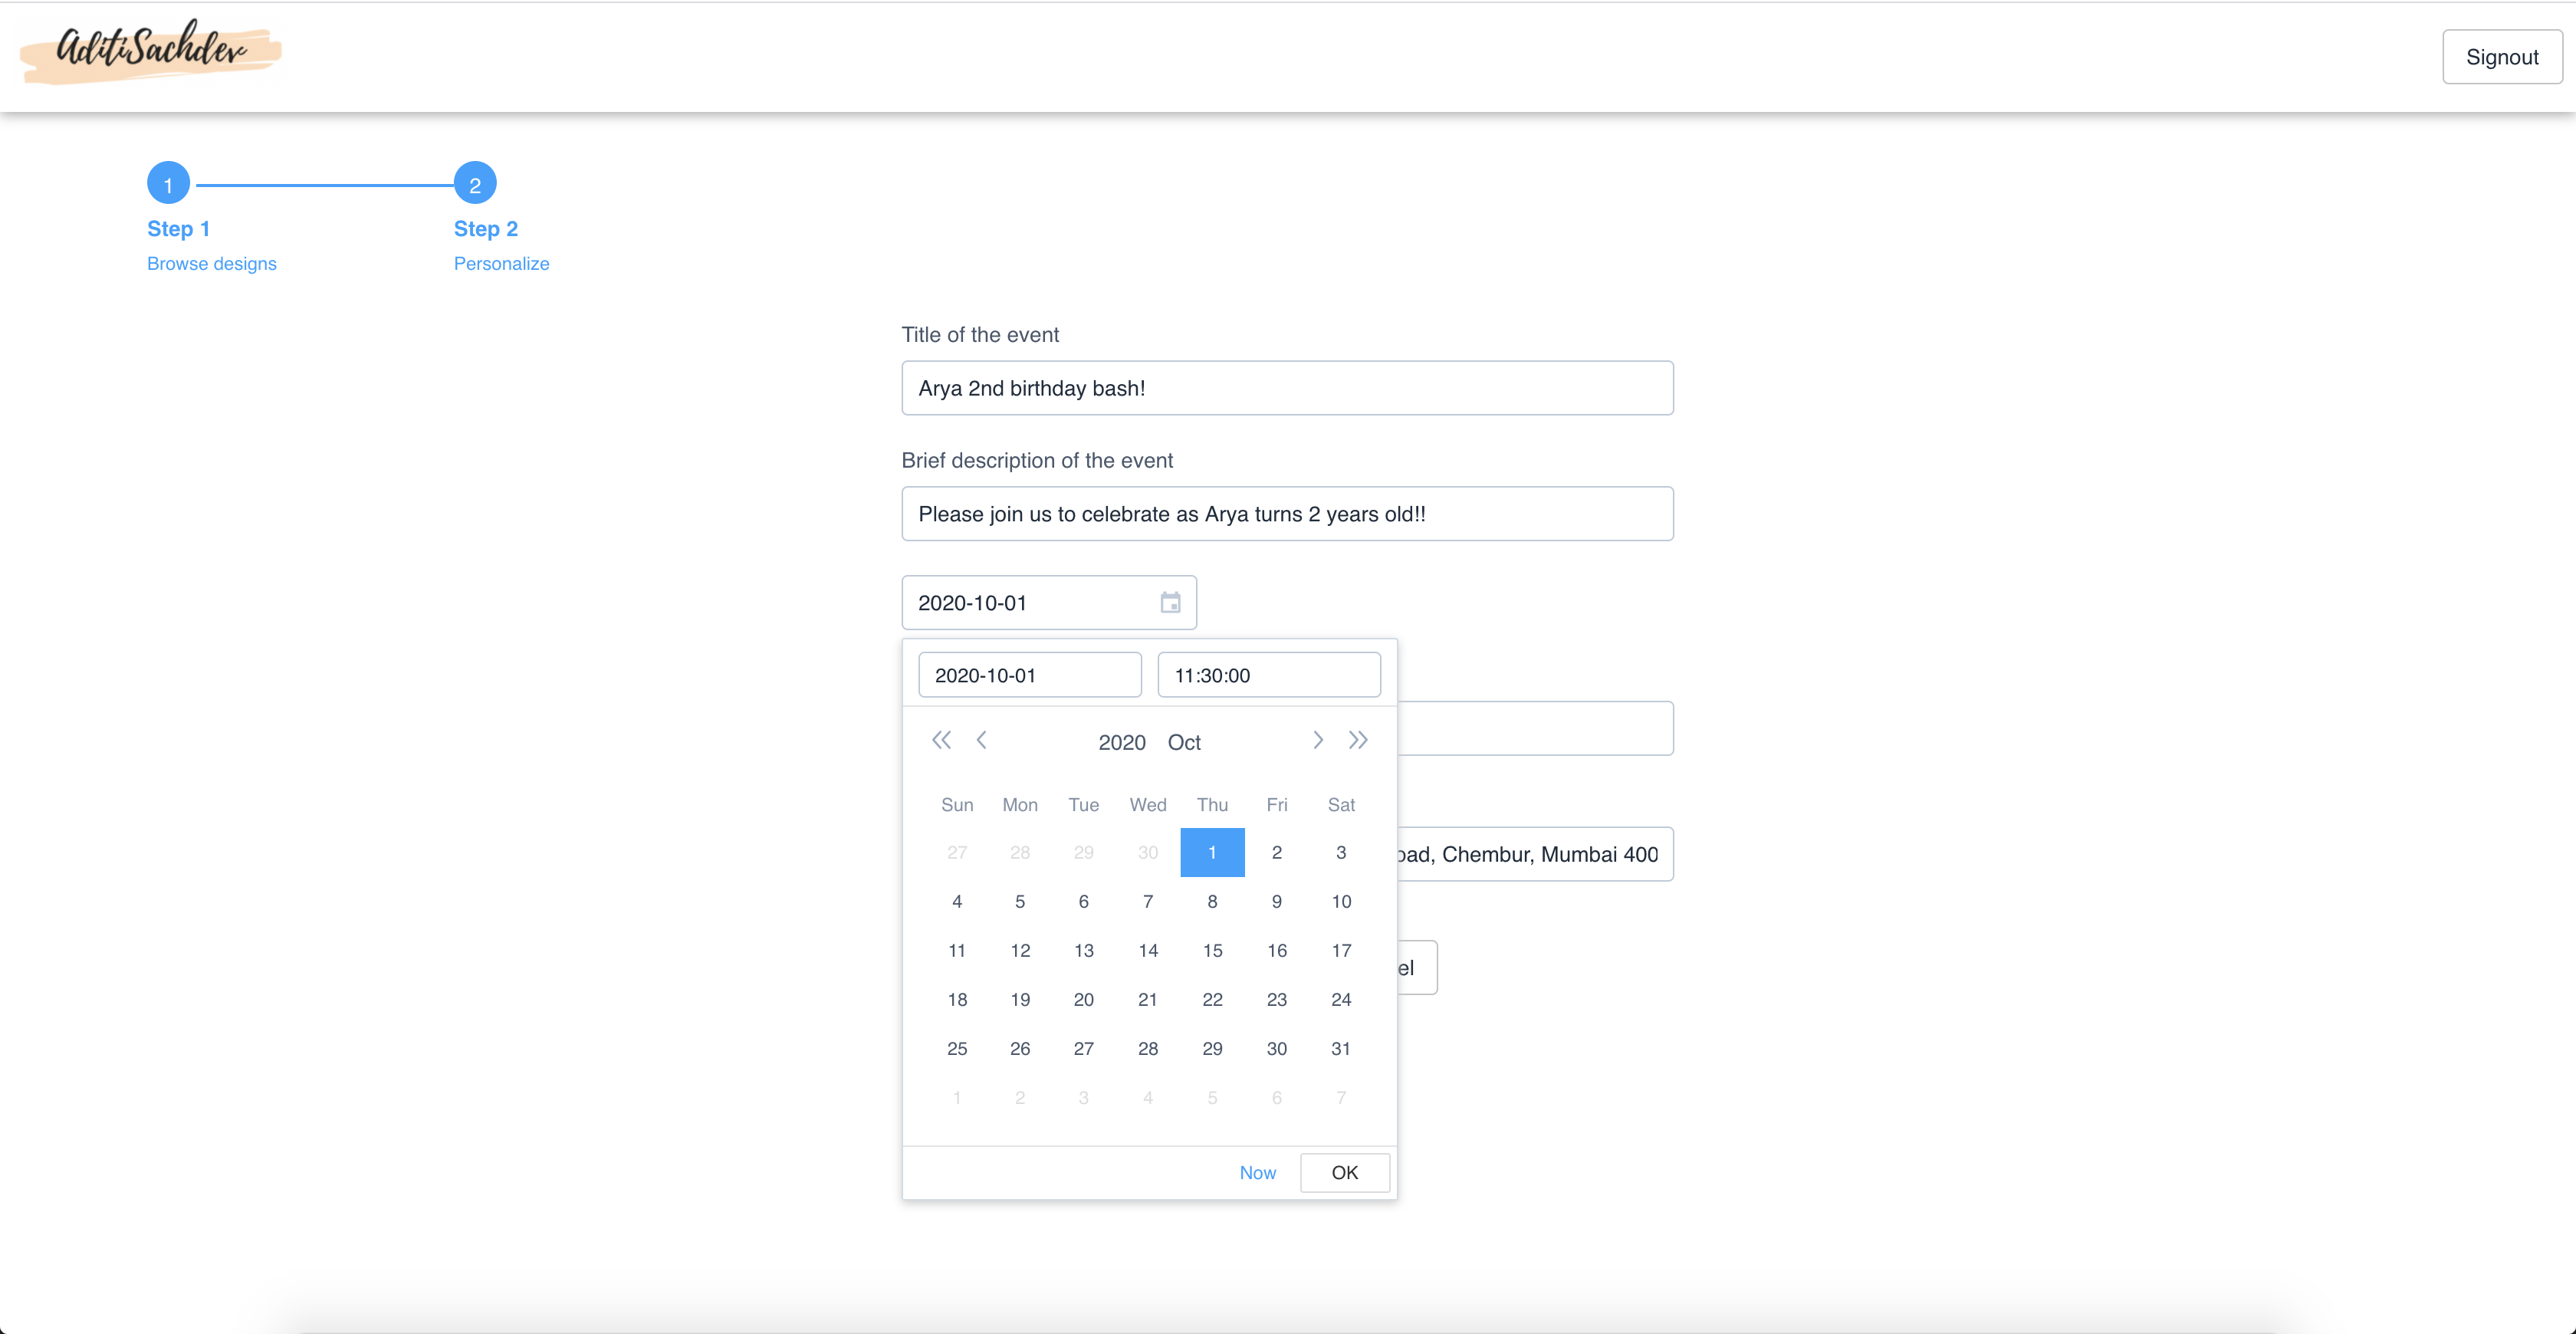 AditiSachdev
Signout
1
2
Step 1
Step 2
Browse designs
Personalize
Title of the event
Arya 2nd birthday bash!
Brief description of the event
Please join us to celebrate as Arya turns 2 years old!!
2020-10-01
2020-10-01 11:30:00
2020 Oct
Sun Mon Tue Wed Thu Fri Sat
27 28 29 30 1 2 3
4 5 6 7 8 9 10
Chembur, Mumbai 400
11 12 13 14 15 16 17
18 19 20 21 22 23 24
25 26 27 28 29 30 31
1 2 3 4 5 6 7
Now OK